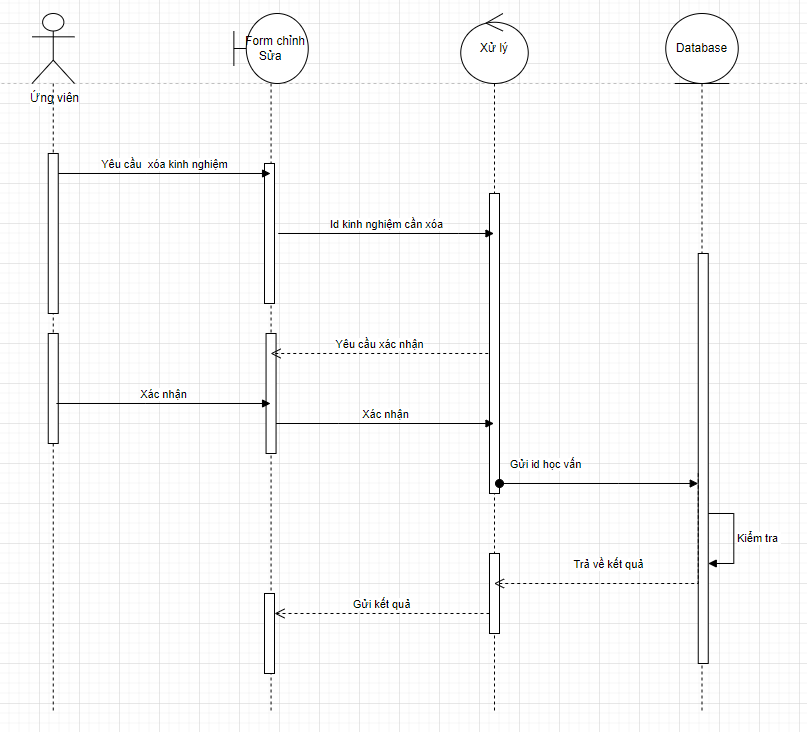 Form chỉnh
Sửa
Xử lý
Database
Ứng viên
Yêu cầu xóa kinh nghiệm
Id kinh nghiệm cần xóa
Yêu cầu xác nhận
Xác nhận
Xác nhận
Gửi id học vấn
Kiểm tra
Trả về kết quả
Gửi kết quả